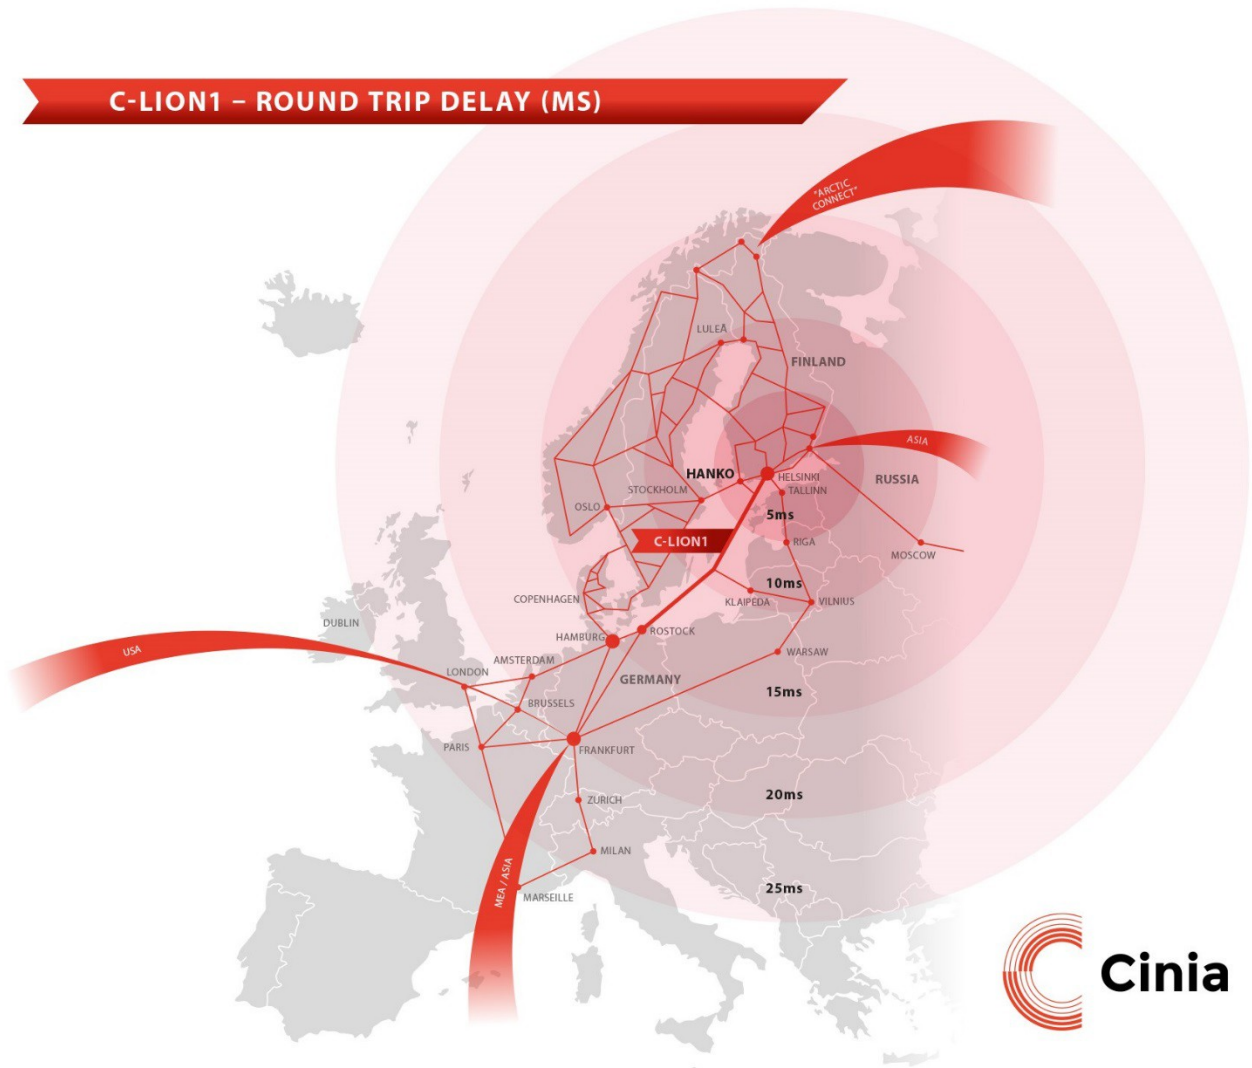 C-LION1 – ROUND TRIP DELAY (MS)
"ARCTIC
CONNECT"
LULEÅ
FINLAND
ASIA
HANKO
HELSINKI
RUSSIA
STOCKHOLM
TALLINN
OSLO
5ms
C-LION1
RIGA
MOSCOW
10ms
COPENHAGEN
KLAIPĖDA
VILNIUS
DUBLIN
HAMBURG
ROSTOCK
USA
WARSAW
AMSTERDAM
LONDON
GERMANY
15ms
BRUSSELS
PARIS
FRANKFURT
20ms
ZURICH
MILAN
MEA / ASIA
25ms
MARSEILLE
Cinia